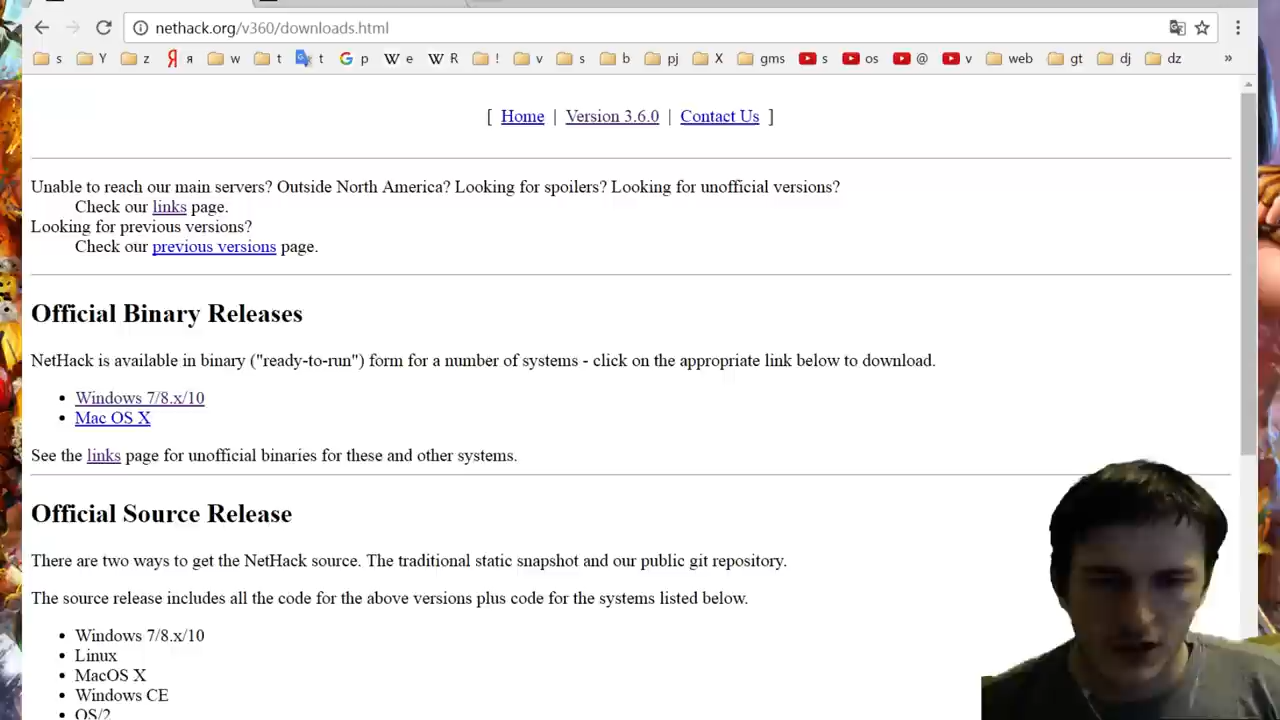 nethack.org/v360/downloads.html
s Y z Я я w t t G p W e W R ! v s b pj X gms s os @ v web gt dj dz »
[ Home | Version 3.6.0 | Contact Us ]
Unable to reach our main servers? Outside North America? Looking for spoilers? Looking for unofficial versions?
Check our links page.
Looking for previous versions?
Check our previous versions page.
Official Binary Releases
NetHack is available in binary ("ready-to-run") form for a number of systems - click on the appropriate link below to download.
• Windows 7/8.x/10
• Mac OS X
See the links page for unofficial binaries for these and other systems.
Official Source Release
There are two ways to get the NetHack source. The traditional static snapshot and our public git repository.
The source release includes all the code for the above versions plus code for the systems listed below.
• Windows 7/8.x/10
• Linux
• MacOS X
• Windows CE
• OS/2